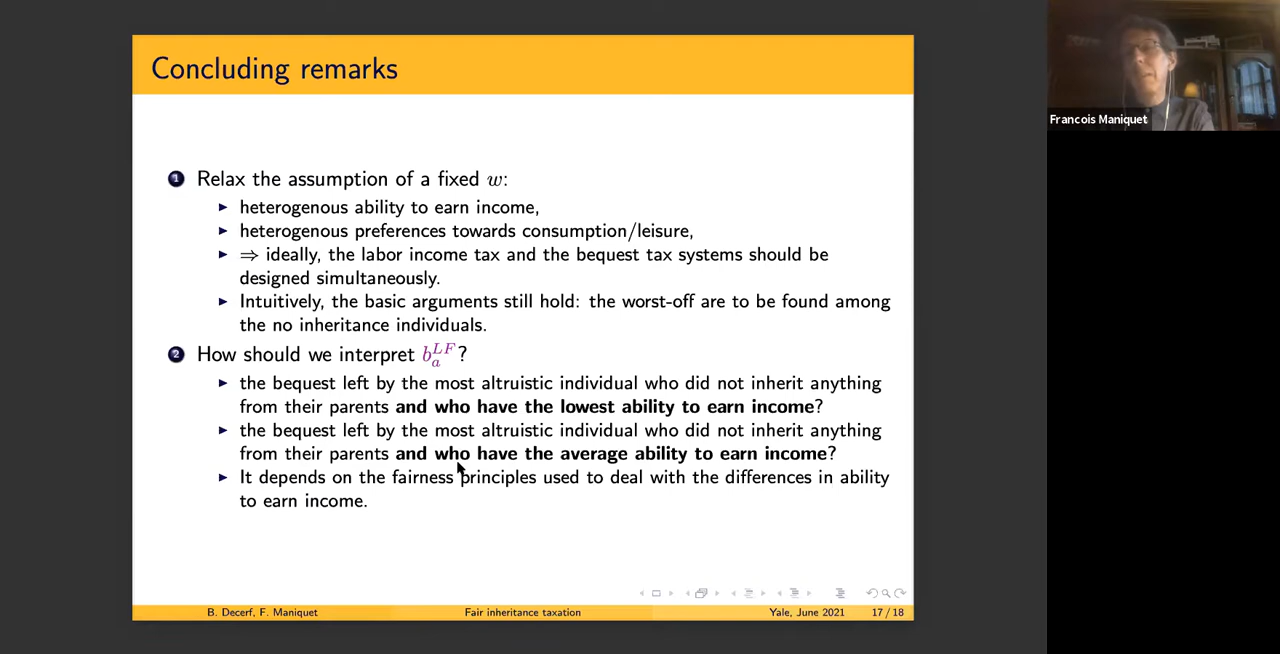 Concluding remarks
Francois Maniquet
1 Relax the assumption of a fixed w:
▶ heterogenous ability to earn income,
▶ heterogenous preferences towards consumption/leisure,
▶ ⇒ ideally, the labor income tax and the bequest tax systems should be
designed simultaneously.
▶ Intuitively, the basic arguments still hold: the worst-off are to be found among
the no inheritance individuals.
2 How should we interpret b_a^{LF}?
▶ the bequest left by the most altruistic individual who did not inherit anything
from their parents and who have the lowest ability to earn income?
▶ the bequest left by the most altruistic individual who did not inherit anything
from their parents and who have the average ability to earn income?
▶ It depends on the fairness principles used to deal with the differences in ability
to earn income.
B. Decerf, F. Maniquet Fair inheritance taxation Yale, June 2021 17 / 18